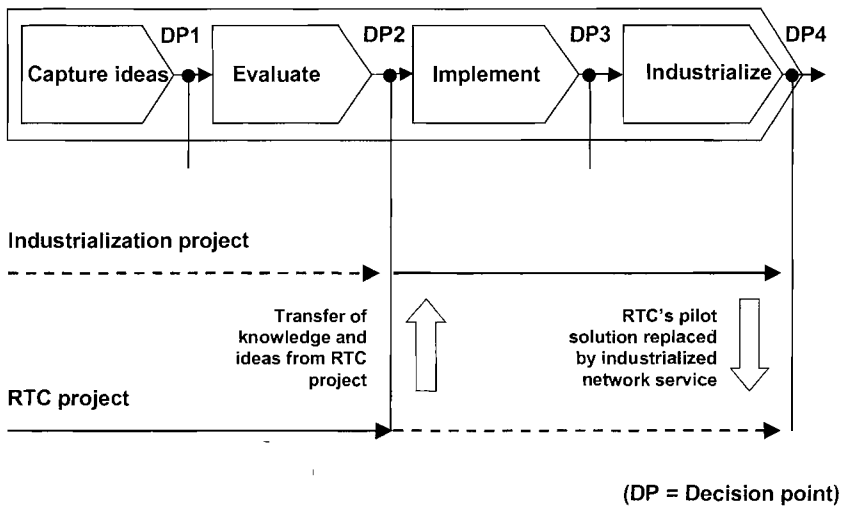 DP1
DP2
DP3
DP4
Capture ideas
Evaluate
Implement
Industrialize
Industrialization project
Transfer of
knowledge and
ideas from RTC
project
RTC's pilot
solution replaced
by industrialized
network service
RTC project
(DP = Decision point)